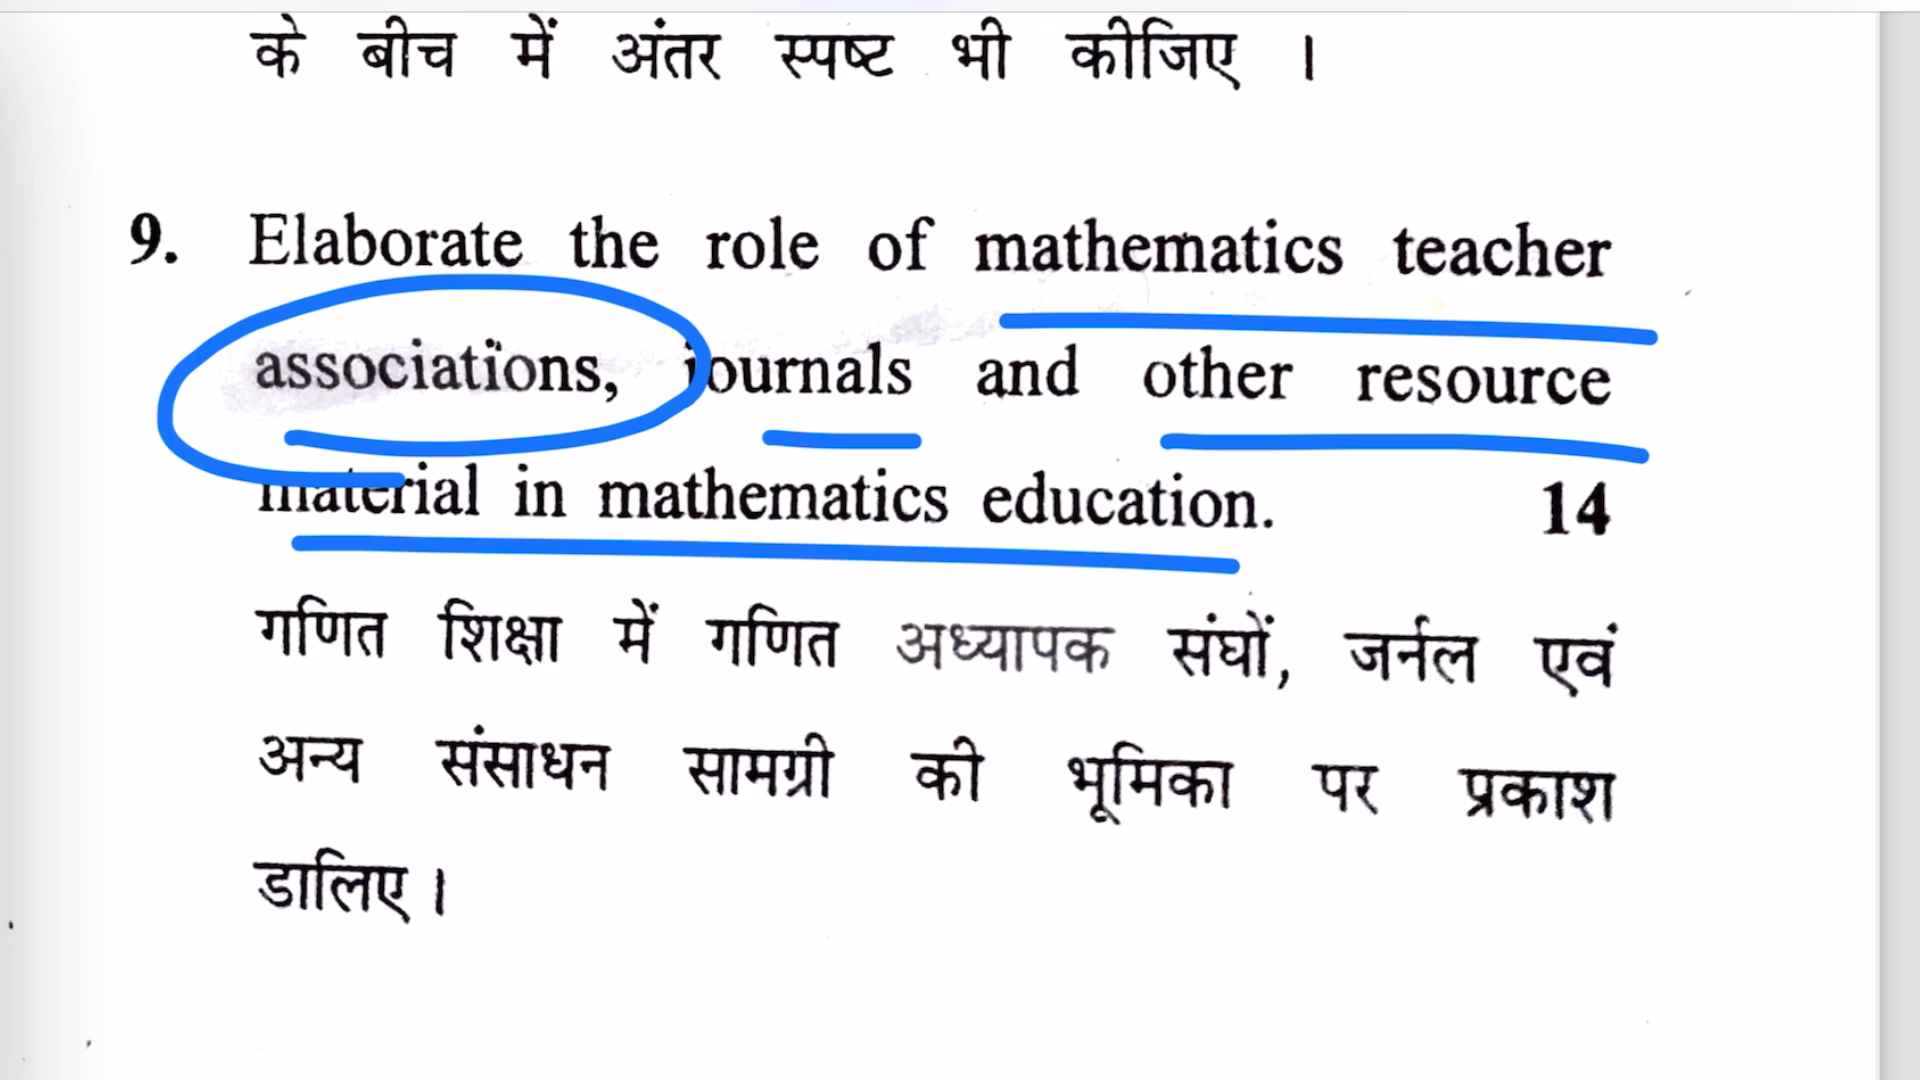 के बीच में अंतर स्पष्ट भी कीजिए ।
9. Elaborate the role of mathematics teacher
associations, journals and other resource
material in mathematics education. 14
गणित शिक्षा में गणित अध्यापक संघों, जर्नल एवं
अन्य संसाधन सामग्री की भूमिका पर प्रकाश
डालिए ।